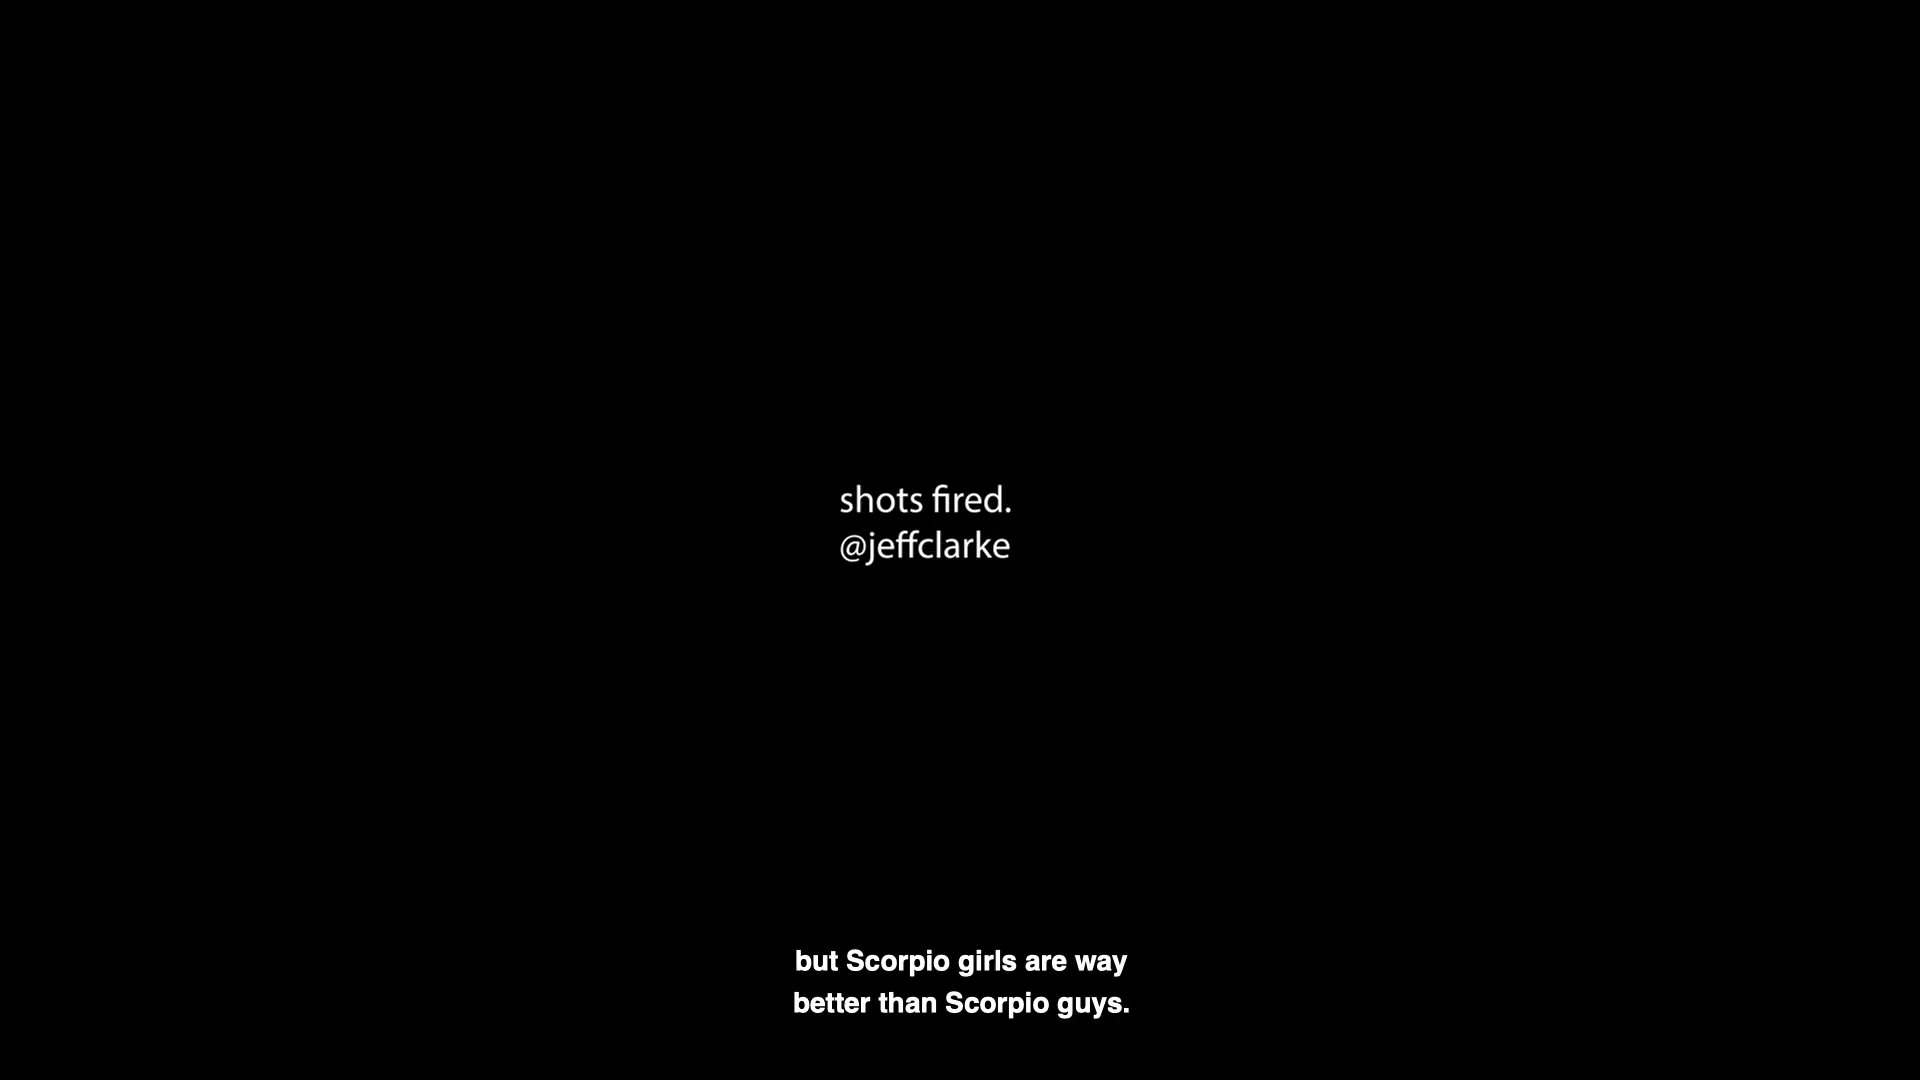 shots fired.
@jeffclarke
but Scorpio girls are way
better than Scorpio guys.